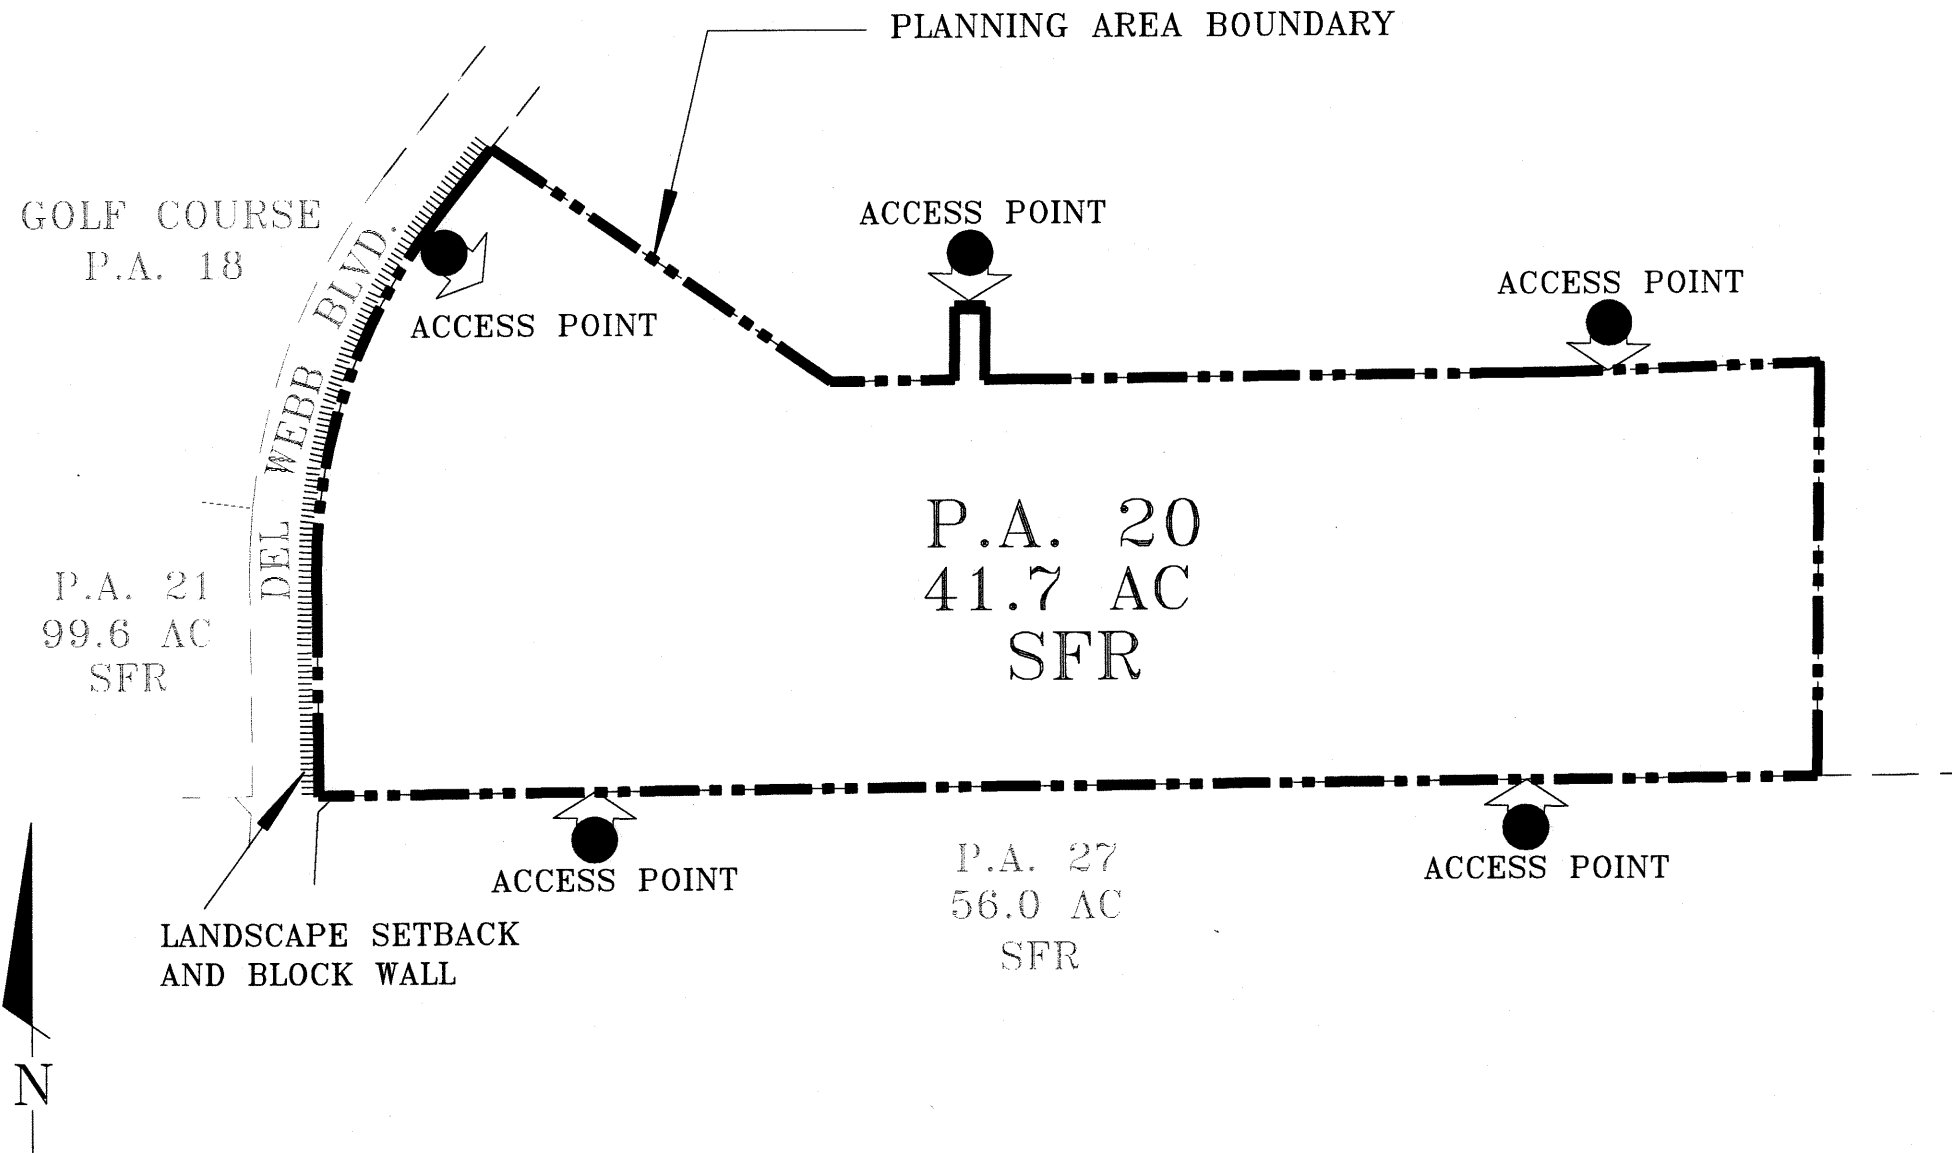 PLANNING AREA BOUNDARY
GOLF COURSE
P.A. 18
ACCESS POINT
ACCESS POINT
ACCESS POINT
DEL WEBB BLVD.
P.A. 20
41.7 AC
SFR
P.A. 21
99.6 AC
SFR
ACCESS POINT
ACCESS POINT
P.A. 27
56.0 AC
SFR
LANDSCAPE SETBACK
AND BLOCK WALL
N